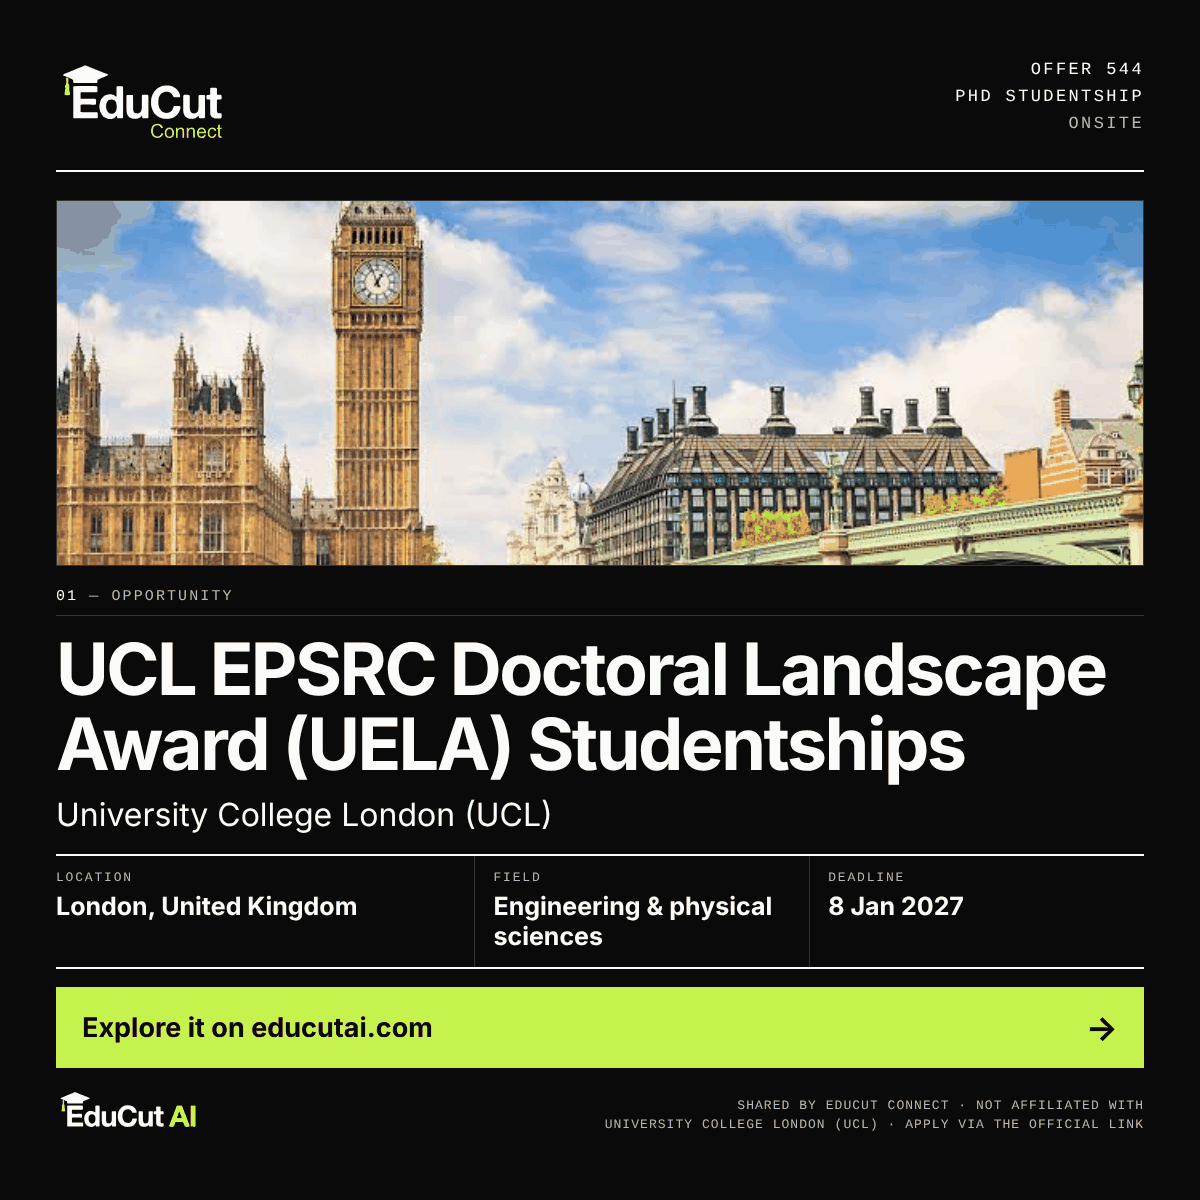 EduCut
Connect
OFFER 544
PHD STUDENTSHIP
ONSITE
01 — OPPORTUNITY
UCL EPSRC Doctoral Landscape
Award (UELA) Studentships
University College London (UCL)
LOCATION
London, United Kingdom
FIELD
Engineering & physical
sciences
DEADLINE
8 Jan 2027
Explore it on educutai.com →
EduCut AI
SHARED BY EDUCUT CONNECT · NOT AFFILIATED WITH
UNIVERSITY COLLEGE LONDON (UCL) · APPLY VIA THE OFFICIAL LINK